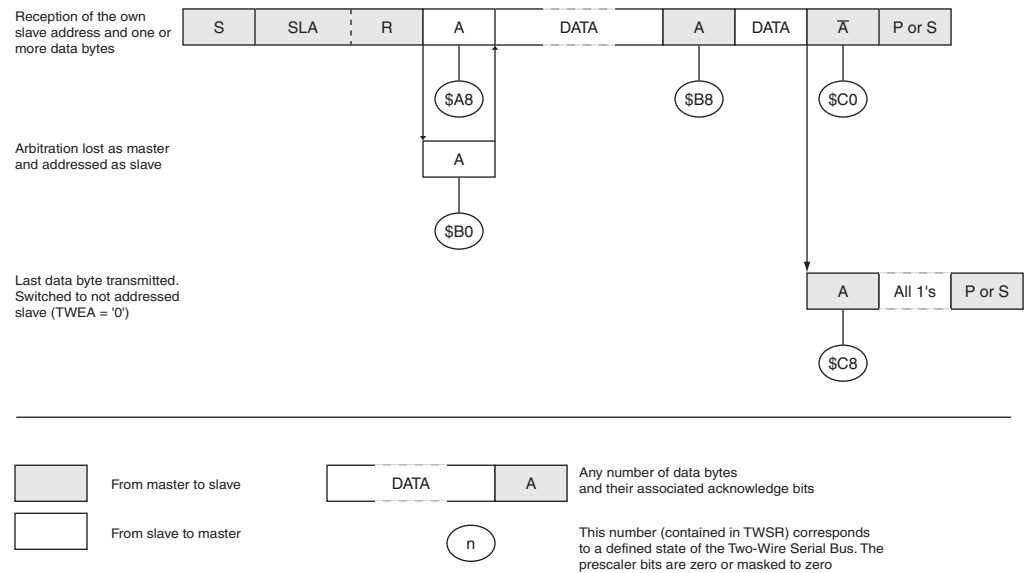 Reception of the own
slave address and one or
more data bytes
S SLA R A DATA A DATA A̅ P or S
$A8 $B8 $C0
Arbitration lost as master
and addressed as slave
A
$B0
Last data byte transmitted.
Switched to not addressed
slave (TWEA = '0')
A All 1's P or S
$C8
From master to slave
DATA A
Any number of data bytes
and their associated acknowledge bits
From slave to master
n
This number (contained in TWSR) corresponds
to a defined state of the Two-Wire Serial Bus. The
prescaler bits are zero or masked to zero